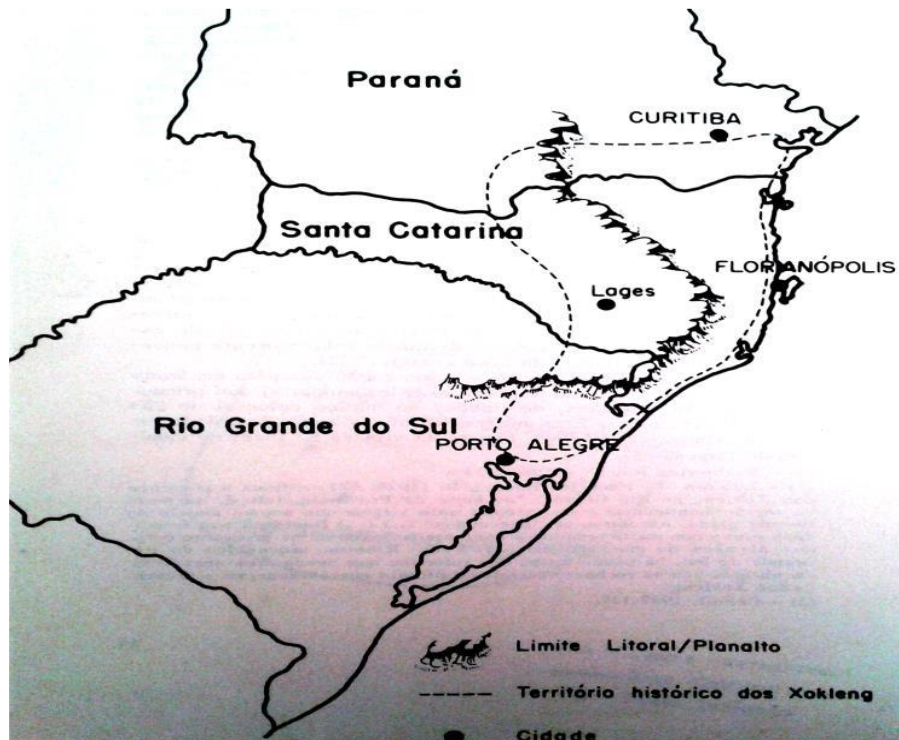 Paraná
CURITIBA
Santa Catarina
FLORIANÓPOLIS
Lages
Rio Grande do Sul
PORTO ALEGRE
Limite Litoral/Planalto
Território histórico dos Xokleng
Cidade